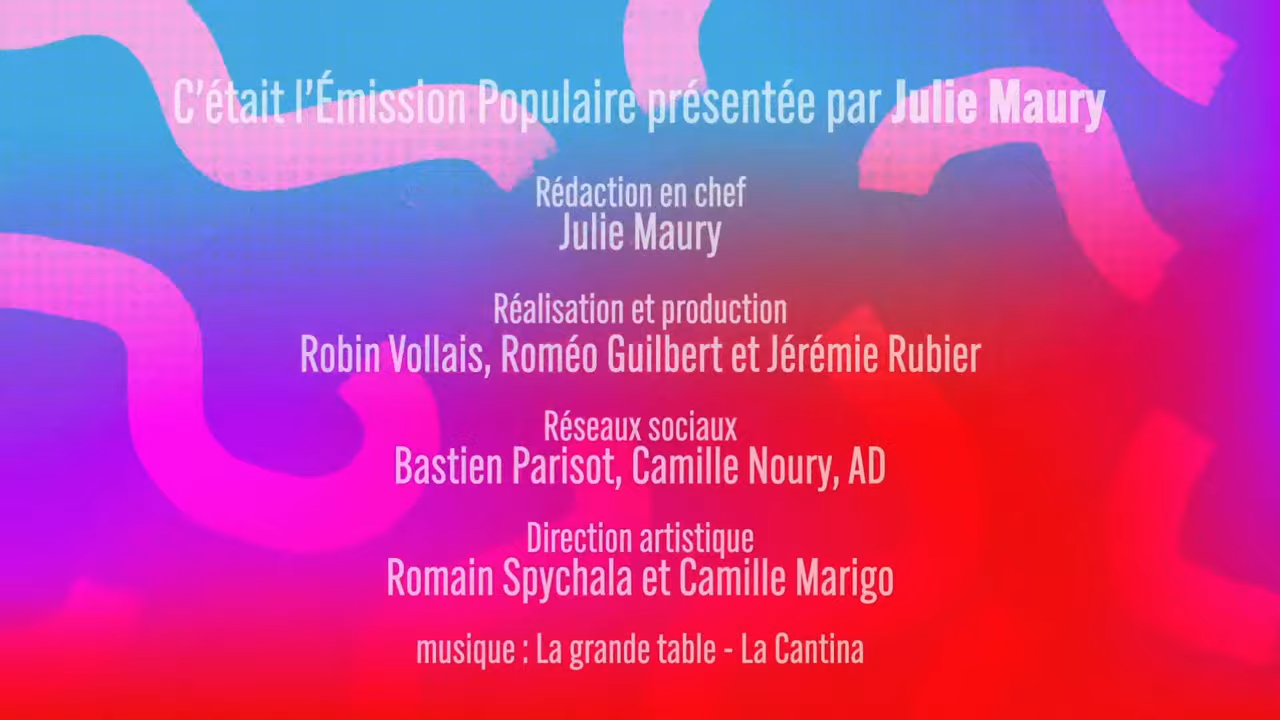 C'était l'Émission Populaire présentée par Julie Maury
Rédaction en chef
Julie Maury
Réalisation et production
Robin Vollais, Roméo Guilbert et Jérémie Rubier
Réseaux sociaux
Bastien Parisot, Camille Noury, AD
Direction artistique
Romain Spychala et Camille Marigo
musique : La grande table - La Cantina